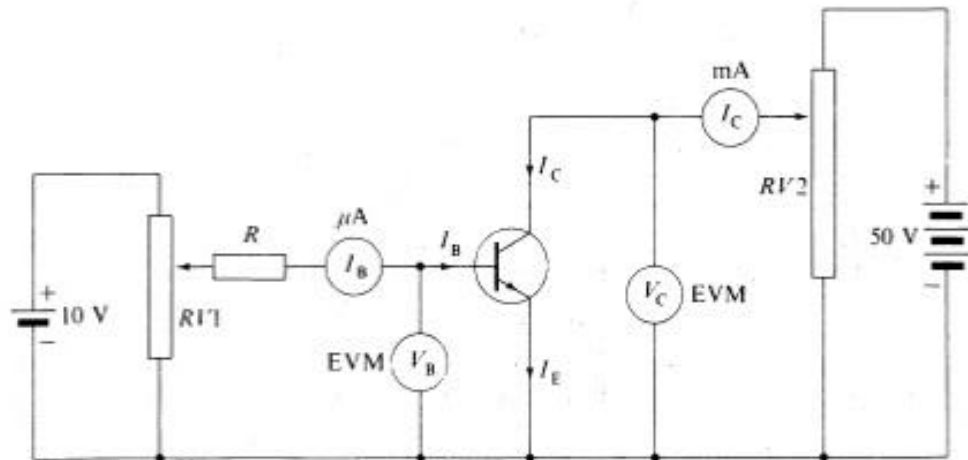 mA
I_C
I_C
RV2
+
50 V
−
μA
R
I_B
I_B
+
10 V
−
RV1
V_C EVM
EVM V_B
I_E